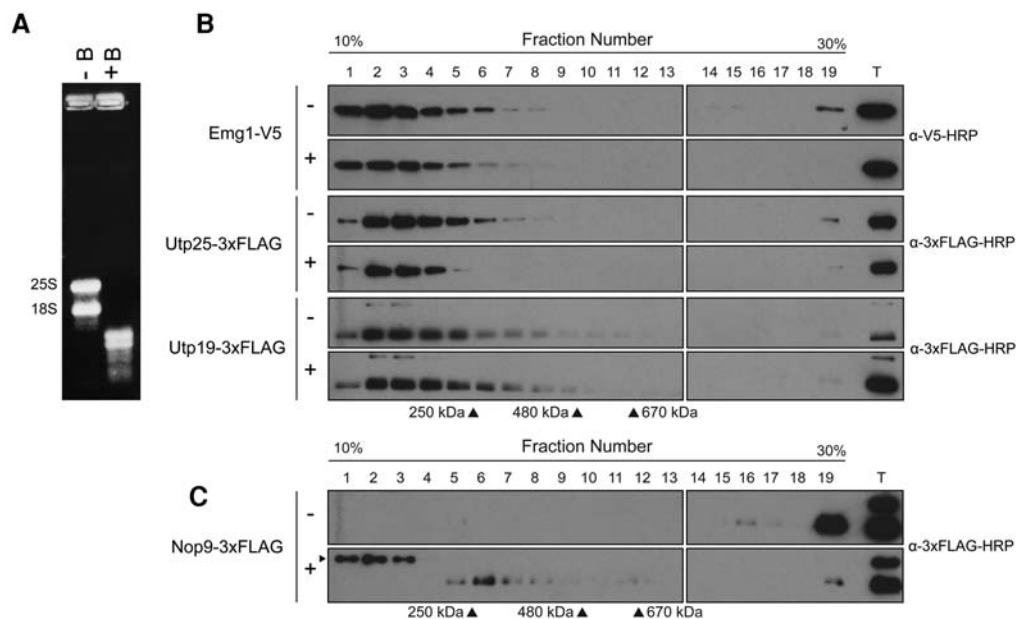 A
- B
+ B
25S
18S
B
10% Fraction Number 30%
1 2 3 4 5 6 7 8 9 10 11 12 13 14 15 16 17 18 19 T
Emg1-V5
-
+
α-V5-HRP
Utp25-3xFLAG
-
+
α-3xFLAG-HRP
Utp19-3xFLAG
-
+
α-3xFLAG-HRP
250 kDa ▲ 480 kDa ▲ ▲ 670 kDa
C
10% Fraction Number 30%
1 2 3 4 5 6 7 8 9 10 11 12 13 14 15 16 17 18 19 T
Nop9-3xFLAG
-
+
α-3xFLAG-HRP
250 kDa ▲ 480 kDa ▲ ▲ 670 kDa